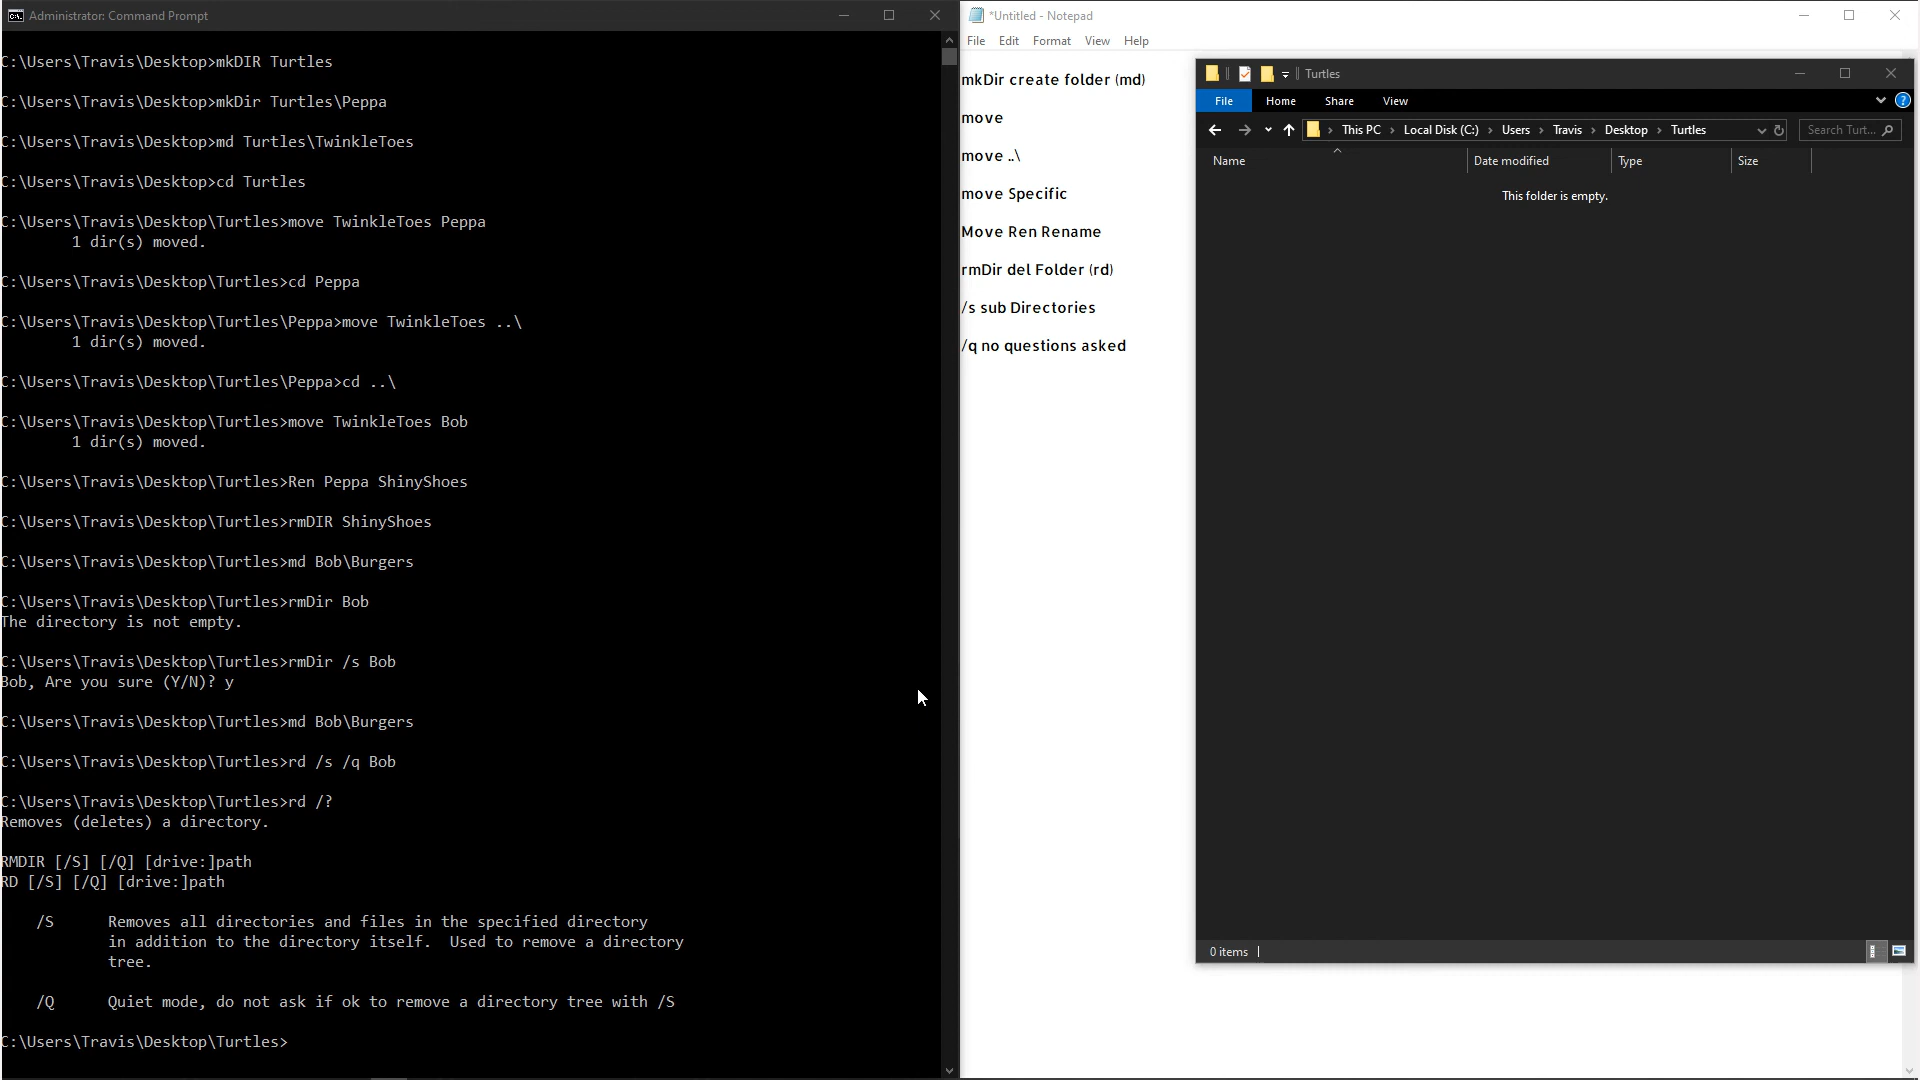 Administrator: Command Prompt
C:\Users\Travis\Desktop>mkDIR Turtles
C:\Users\Travis\Desktop>mkDir Turtles\Peppa
C:\Users\Travis\Desktop>md Turtles\TwinkleToes
C:\Users\Travis\Desktop>cd Turtles
C:\Users\Travis\Desktop\Turtles>move TwinkleToes Peppa
1 dir(s) moved.
C:\Users\Travis\Desktop\Turtles>cd Peppa
C:\Users\Travis\Desktop\Turtles\Peppa>move TwinkleToes ..\
1 dir(s) moved.
C:\Users\Travis\Desktop\Turtles\Peppa>cd ..\
C:\Users\Travis\Desktop\Turtles>move TwinkleToes Bob
1 dir(s) moved.
C:\Users\Travis\Desktop\Turtles>Ren Peppa ShinyShoes
C:\Users\Travis\Desktop\Turtles>rmDIR ShinyShoes
C:\Users\Travis\Desktop\Turtles>md Bob\Burgers
C:\Users\Travis\Desktop\Turtles>rmDir Bob
The directory is not empty.
C:\Users\Travis\Desktop\Turtles>rmDir /s Bob
Bob, Are you sure (Y/N)? y
C:\Users\Travis\Desktop\Turtles>md Bob\Burgers
C:\Users\Travis\Desktop\Turtles>rd /s /q Bob
C:\Users\Travis\Desktop\Turtles>rd /?
Removes (deletes) a directory.
RMDIR [/S] [/Q] [drive:]path
RD [/S] [/Q] [drive:]path
/S Removes all directories and files in the specified directory
in addition to the directory itself. Used to remove a directory
tree.
/Q Quiet mode, do not ask if ok to remove a directory tree with /S
C:\Users\Travis\Desktop\Turtles>
*Untitled - Notepad
File Edit Format View Help
mkDir create folder (md)
move
move ..\
move Specific
Move Ren Rename
rmDir del Folder (rd)
/s sub Directories
/q no questions asked
Turtles
File Home Share View
This PC > Local Disk (C:) > Users > Travis > Desktop > Turtles
Search Turt...
Name Date modified Type Size
This folder is empty.
0 items